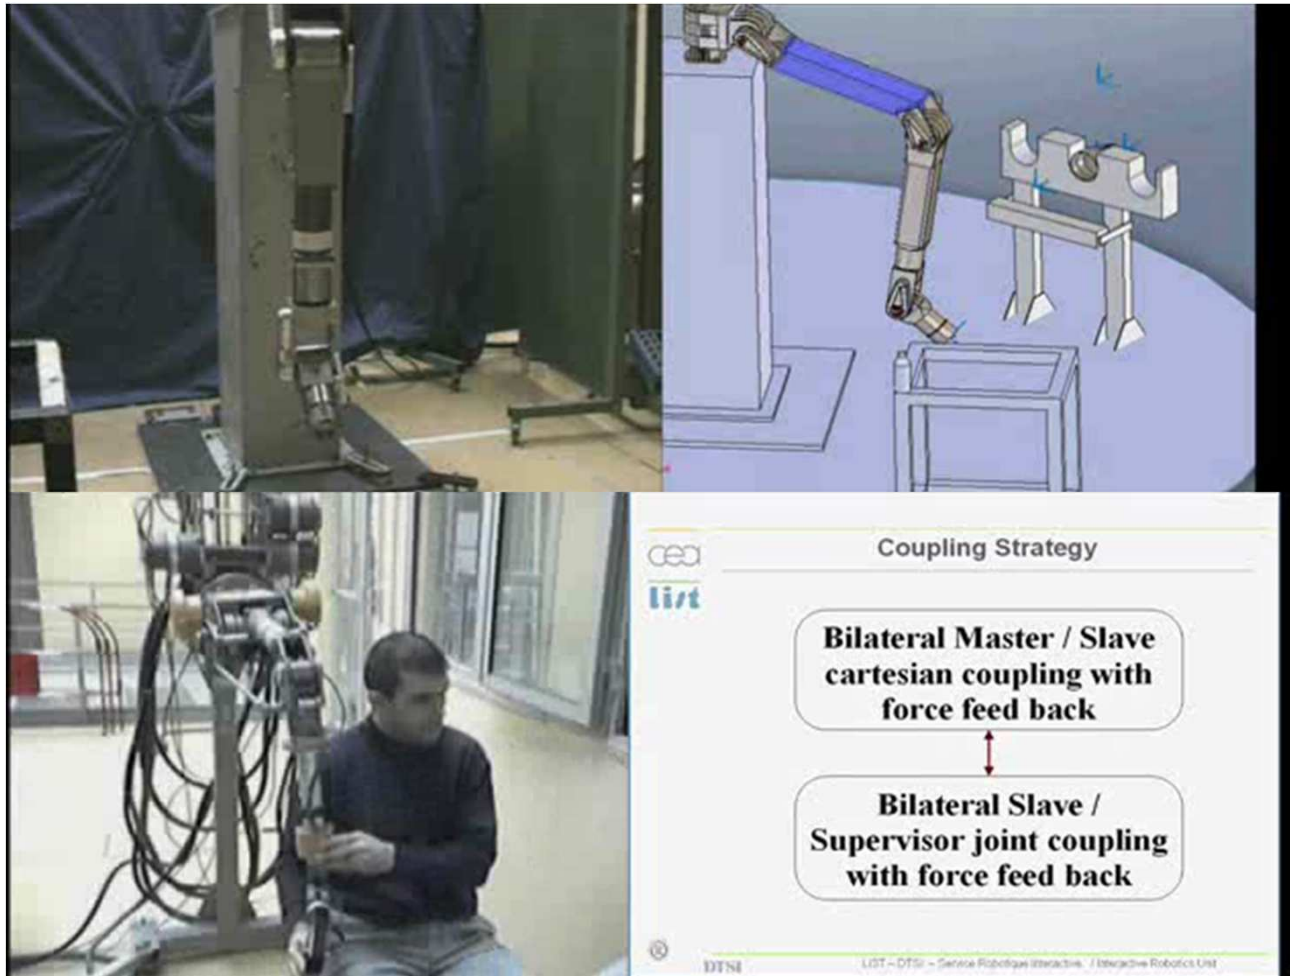 cea
list
Coupling Strategy
Bilateral Master / Slave
cartesian coupling with
force feed back
Bilateral Slave /
Supervisor joint coupling
with force feed back
®
DTSI
LIST – DTSI – Service Robotique Interactive / Interactive Robotics Unit